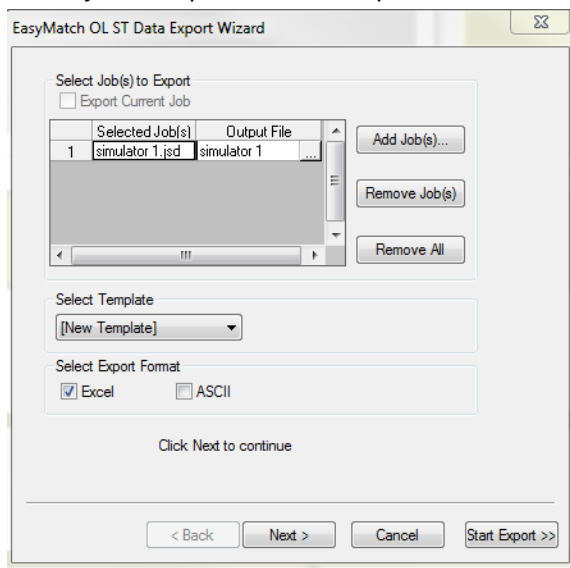 EasyMatch OL ST Data Export Wizard
Select Job(s) to Export
Export Current Job
Selected Job(s) Output File
1 simulator 1.jsd simulator 1 ...
Add Job(s)...
Remove Job(s)
Remove All
Select Template
[New Template]
Select Export Format
Excel ASCII
Click Next to continue
< Back Next > Cancel Start Export >>